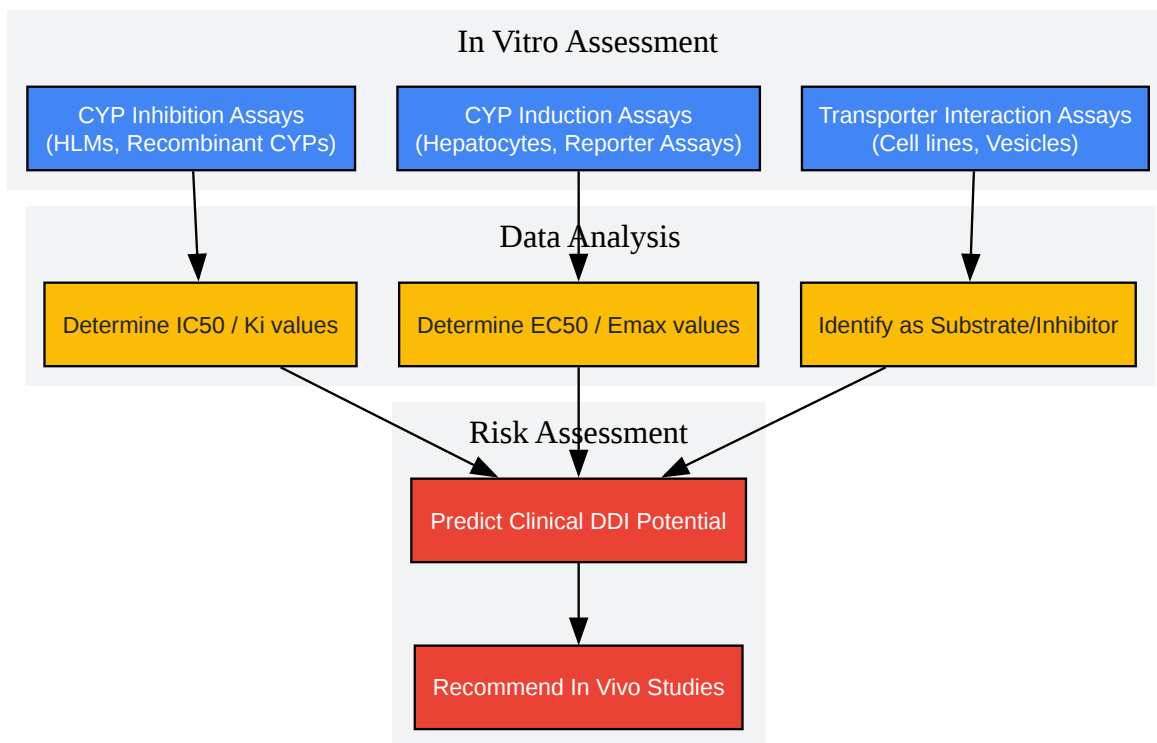 In Vitro Assessment
CYP Inhibition Assays
(HLMs, Recombinant CYPs)
CYP Induction Assays
(Hepatocytes, Reporter Assays)
Transporter Interaction Assays
(Cell lines, Vesicles)
Data Analysis
Determine IC50 / Ki values
Determine EC50 / Emax values
Identify as Substrate/Inhibitor
Risk Assessment
Predict Clinical DDI Potential
Recommend In Vivo Studies